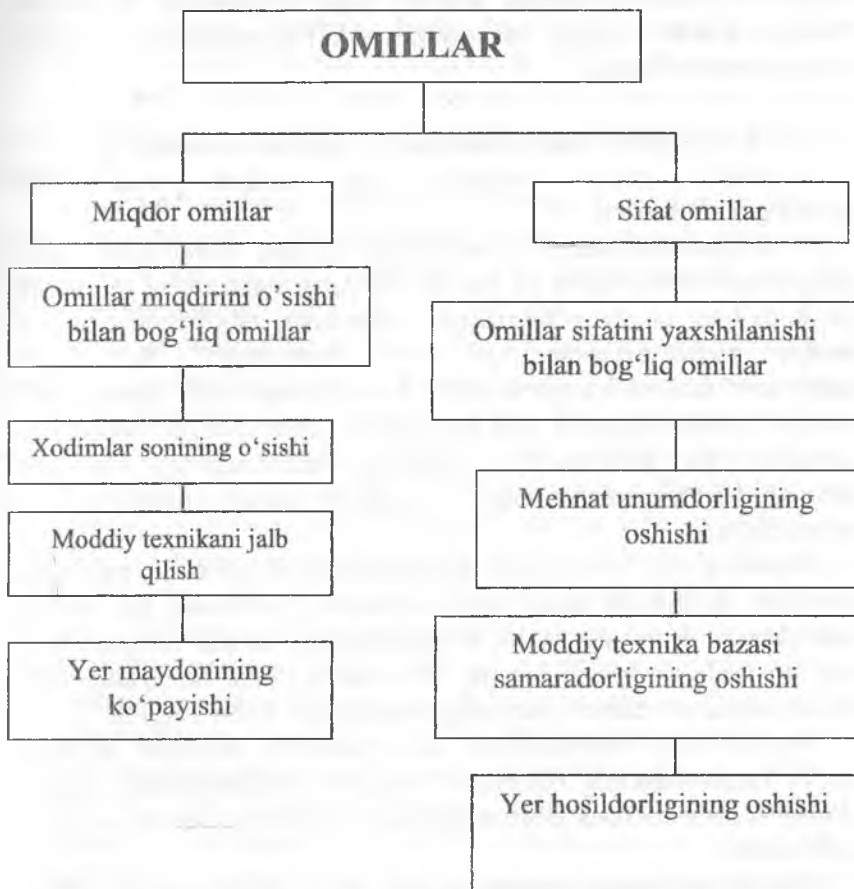 OMILLAR
Miqdor omillar
Omillar miqdirini o‘sishi
bilan bog‘liq omillar
Xodimlar sonining o‘sishi
Moddiy texnikani jalb
qilish
Yer maydonining
ko‘payishi
Sifat omillar
Omillar sifatini yaxshilanishi
bilan bog‘liq omillar
Mehnat unumdorligining
oshishi
Moddiy texnika bazasi
samaradorligining oshishi
Yer hosildorligining oshishi